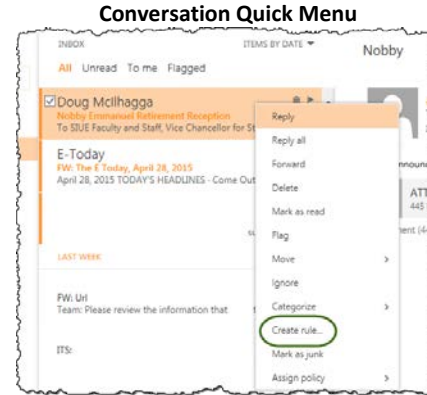 Conversation Quick Menu
INBOX ITEMS BY DATE
All Unread To me Flagged
Nobby
Doug McIlhagga
Nobby Emmanuel Retirement Reception
To SIUE Faculty and Staff, Vice Chancellor for St
E-Today
FW: The E Today, April 28, 2015
April 28, 2015 TODAY'S HEADLINES - Come Out
LAST WEEK
FW: Url
Team: Please review the information that
ITS:
Reply
Reply all
Forward
Delete
Mark as read
Flag
Move
Ignore
Categorize
Create rule...
Mark as junk
Assign policy
nnoun
ATT
445